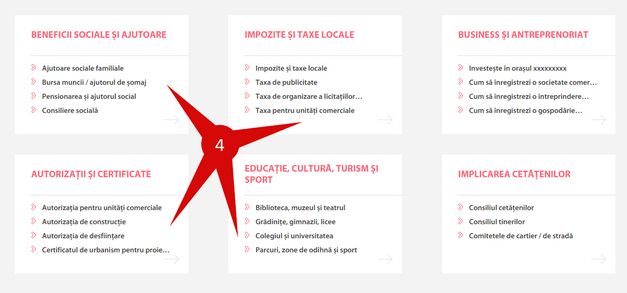 BENEFICII SOCIALE ȘI AJUTOARE
Ajutoare sociale familiale
Bursa muncii / ajutorul de șomaj
Pensionarea și ajutorul social
Consiliere socială
IMPOZITE ȘI TAXE LOCALE
Impozite și taxe locale
Taxa de publicitate
Taxa de organizare a licitațiilor...
Taxa pentru unități comerciale
BUSINESS ȘI ANTREPRENORIAT
Investește în orașul xxxxxxxxx
Cum să înregistrezi o societate comer...
Cum să înregistrezi o întreprindere...
Cum să înregistrezi o gospodărie...
4
AUTORIZAȚII ȘI CERTIFICATE
Autorizația pentru unități comerciale
Autorizația de construcție
Autorizația de desființare
Certificatul de urbanism pentru proie...
EDUCAȚIE, CULTURĂ, TURISM ȘI
SPORT
Biblioteca, muzeul și teatrul
Grădinițe, gimnazii, licee
Colegiul și universitatea
Parcuri, zone de odihnă și sport
IMPLICAREA CETĂȚENILOR
Consiliul cetățenilor
Consiliul tinerilor
Comitetele de cartier / de stradă